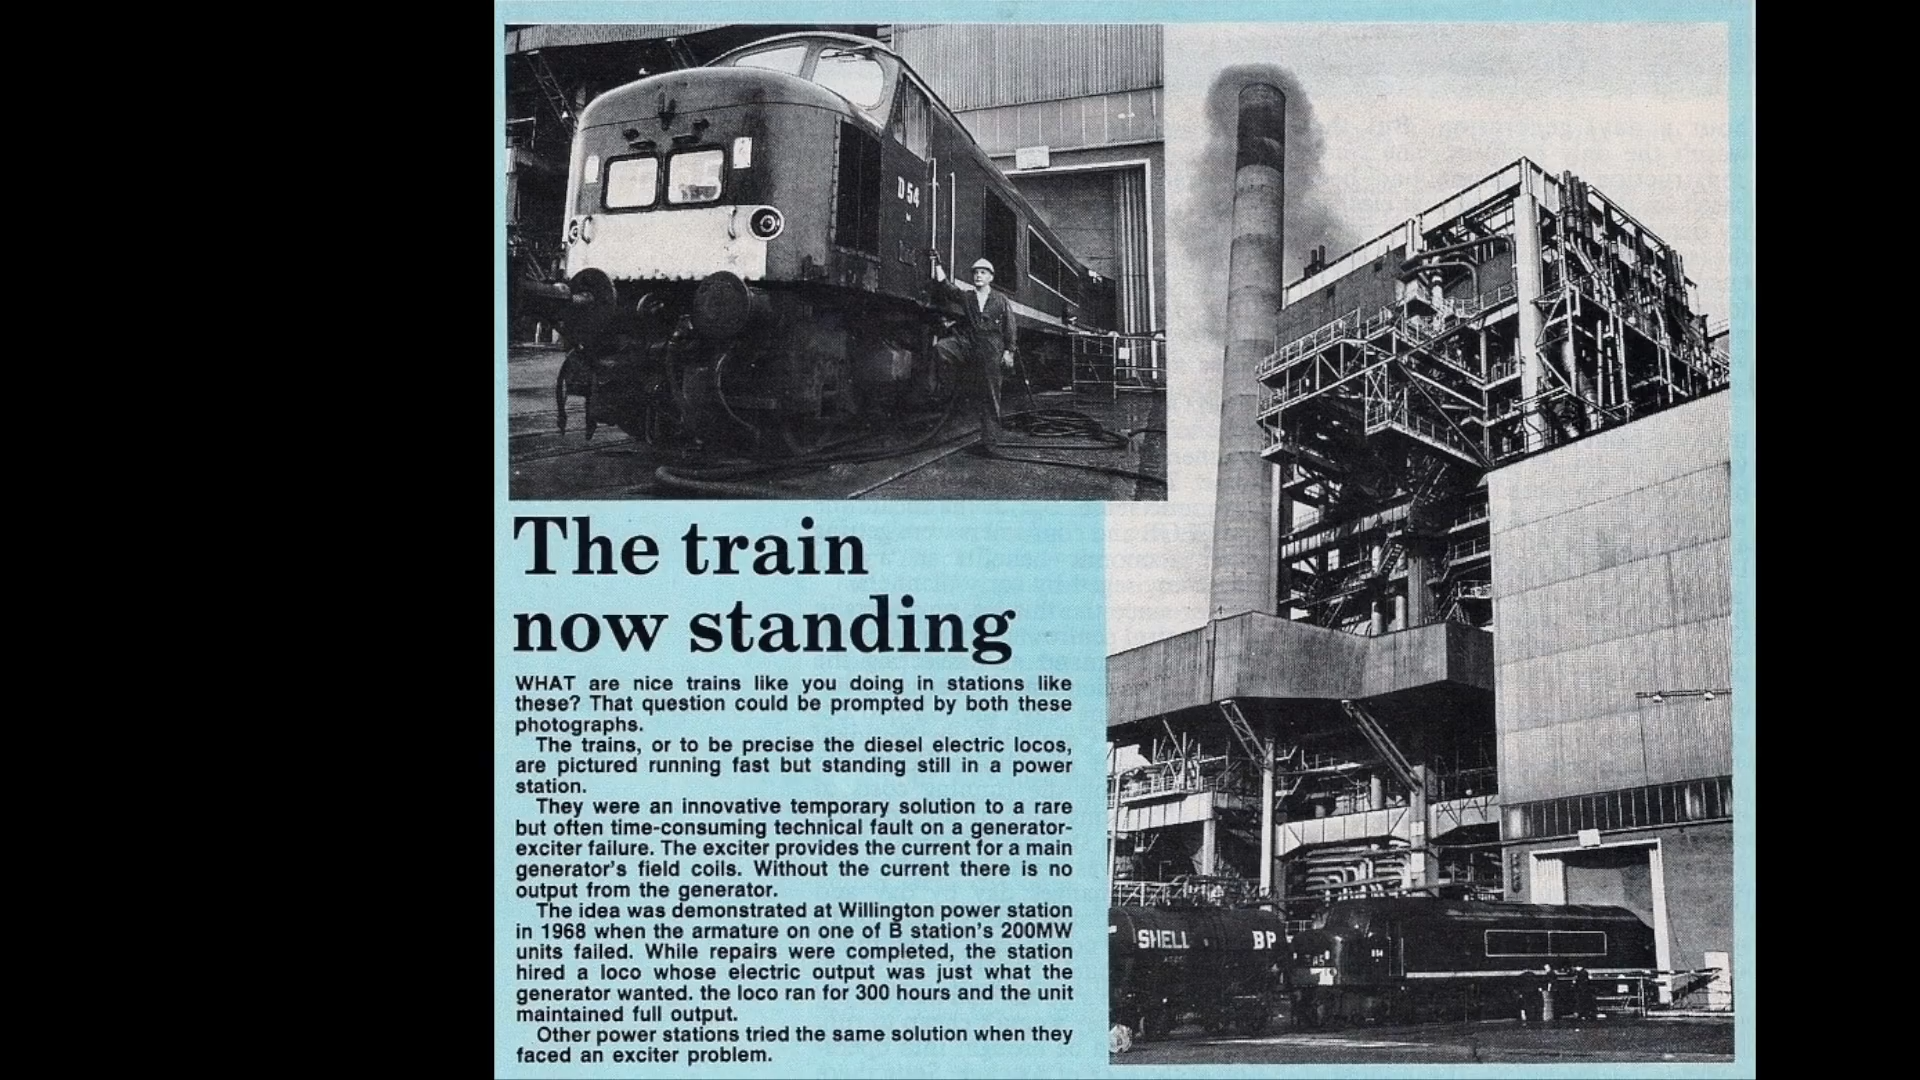 D54
The train
now standing
WHAT are nice trains like you doing in stations like
these? That question could be prompted by both these
photographs.
The trains, or to be precise the diesel electric locos,
are pictured running fast but standing still in a power
station.
They were an innovative temporary solution to a rare
but often time-consuming technical fault on a generator-
exciter failure. The exciter provides the current for a main
generator's field coils. Without the current there is no
output from the generator.
The idea was demonstrated at Willington power station
in 1968 when the armature on one of B station's 200MW
units failed. While repairs were completed, the station
hired a loco whose electric output was just what the
generator wanted. the loco ran for 300 hours and the unit
maintained full output.
Other power stations tried the same solution when they
faced an exciter problem.
SHELL BP